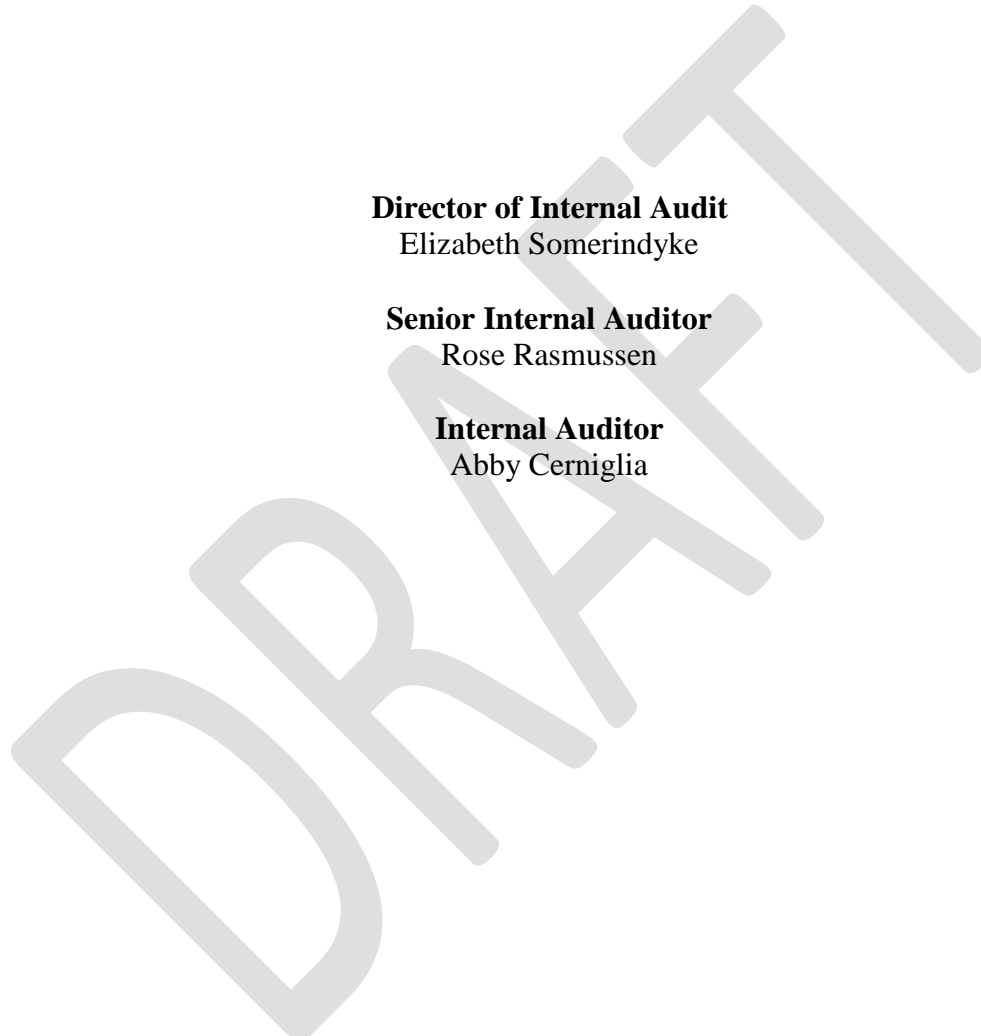 Director of Internal Audit
Elizabeth Somerindyke
Senior Internal Auditor
Rose Rasmussen
Internal Auditor
Abby Cerniglia
DRAFT